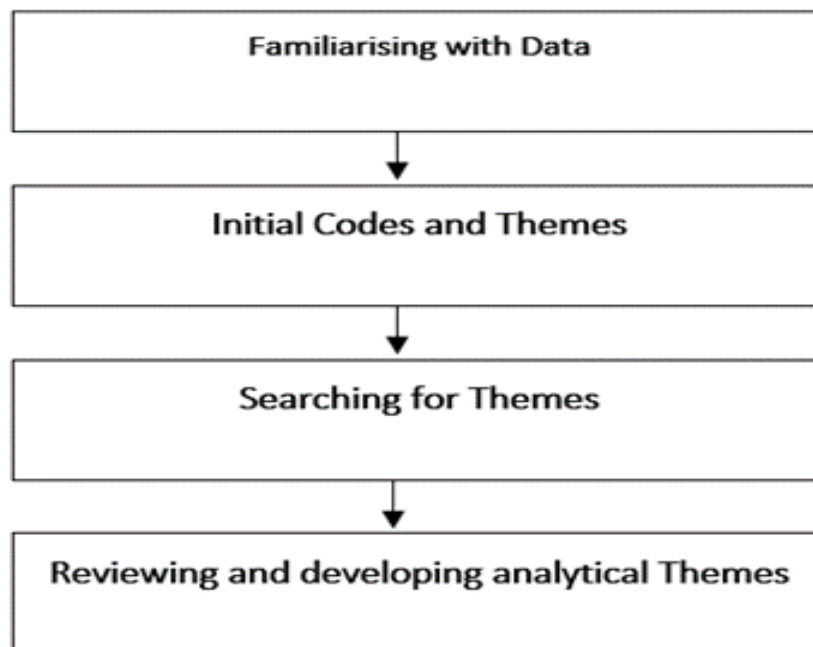 Familiarising with Data
Initial Codes and Themes
Searching for Themes
Reviewing and developing analytical Themes